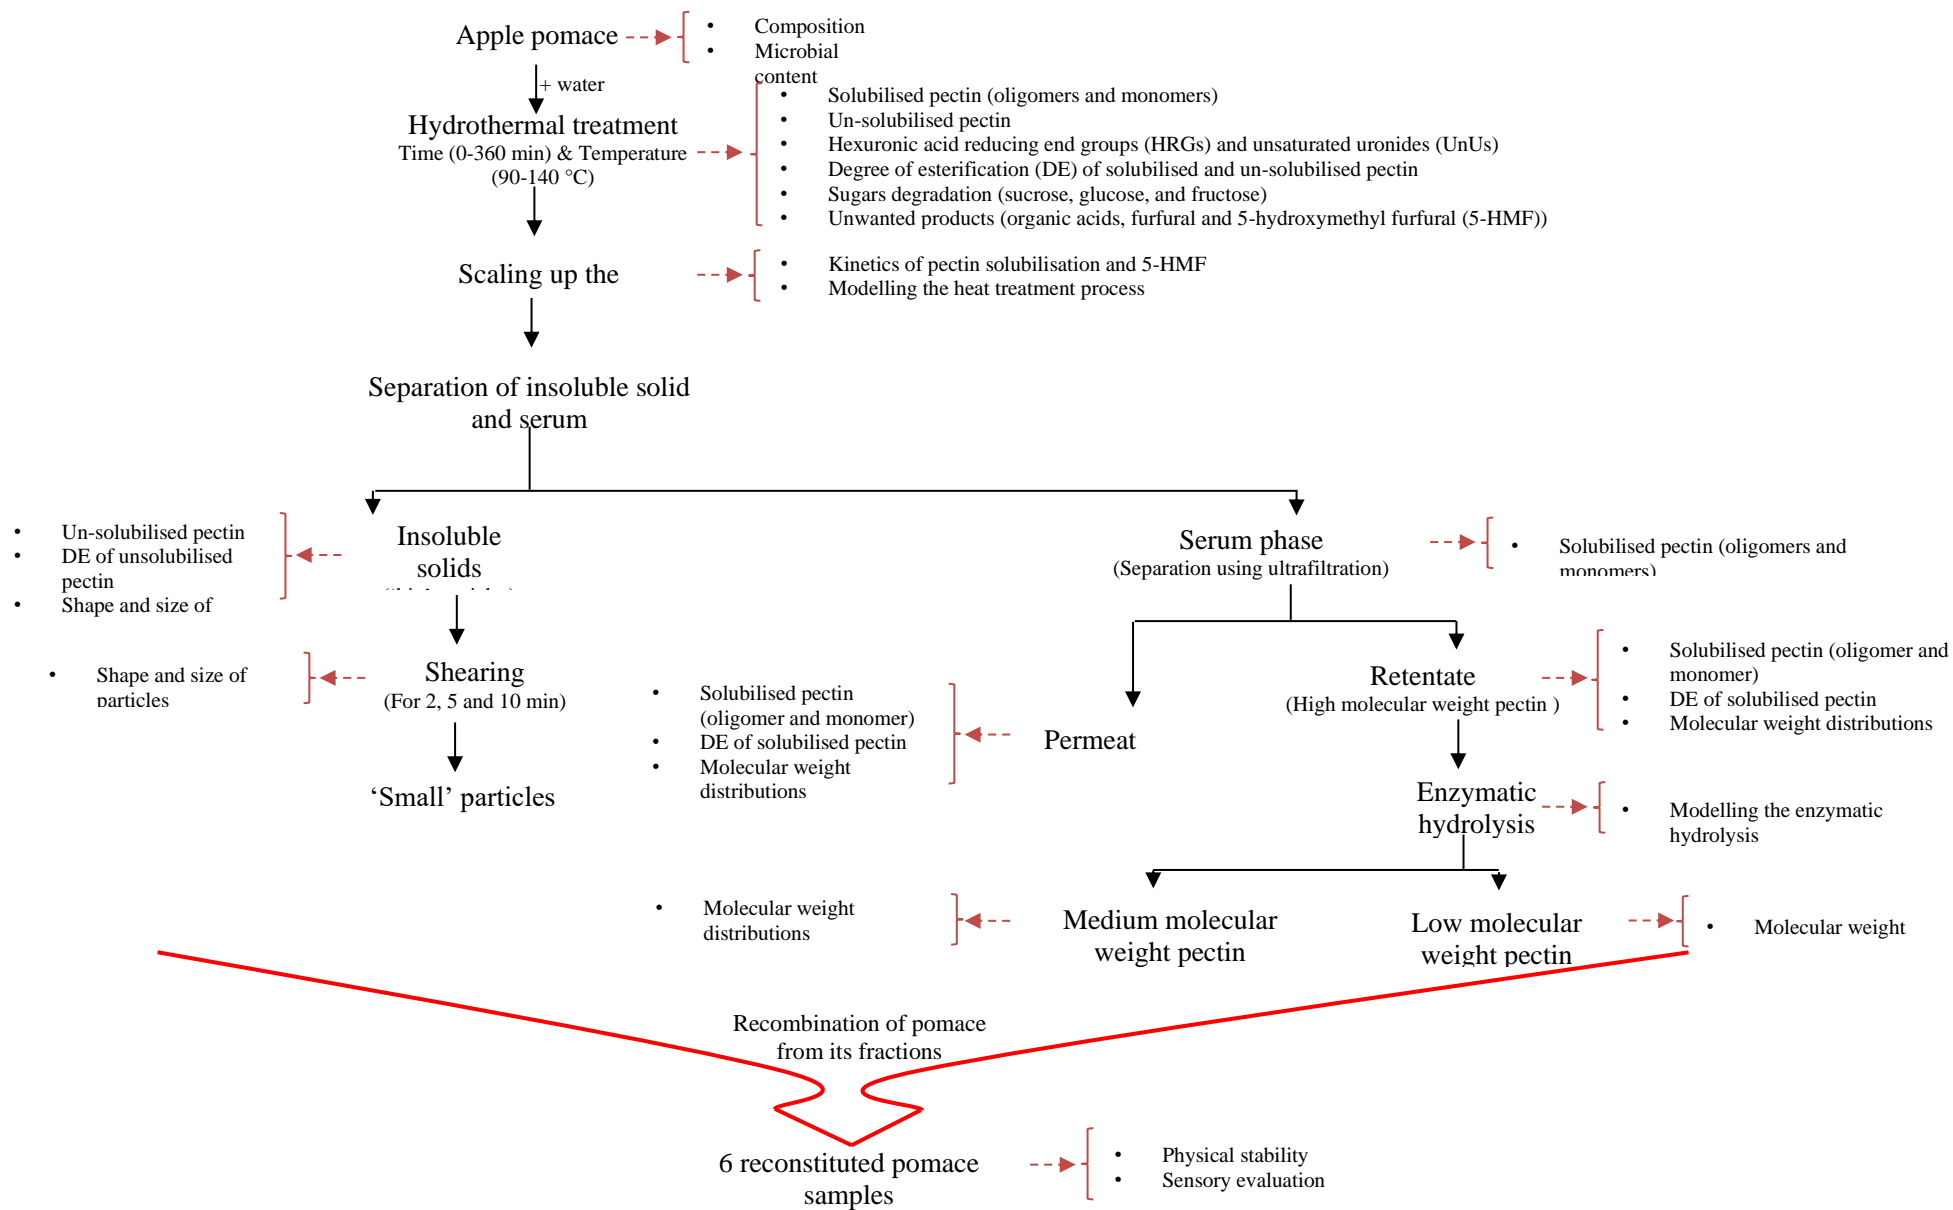 Apple pomace
• Composition
• Microbial
content
+ water
Hydrothermal treatment
Time (0-360 min) & Temperature
(90-140 °C)
• Solubilised pectin (oligomers and monomers)
• Un-solubilised pectin
• Hexuronic acid reducing end groups (HRGs) and unsaturated uronides (UnUs)
• Degree of esterification (DE) of solubilised and un-solubilised pectin
• Sugars degradation (sucrose, glucose, and fructose)
• Unwanted products (organic acids, furfural and 5-hydroxymethyl furfural (5-HMF))
Scaling up the
• Kinetics of pectin solubilisation and 5-HMF
• Modelling the heat treatment process
Separation of insoluble solid
and serum
• Un-solubilised pectin
• DE of unsolubilised
pectin
• Shape and size of
Insoluble
solids
Serum phase
(Separation using ultrafiltration)
• Solubilised pectin (oligomers and
monomers)
• Shape and size of
particles
Shearing
(For 2, 5 and 10 min)
‘Small’ particles
• Solubilised pectin
(oligomer and monomer)
• DE of solubilised pectin
• Molecular weight
distributions
Permeat
Retentate
(High molecular weight pectin )
• Solubilised pectin (oligomer and
monomer)
• DE of solubilised pectin
• Molecular weight distributions
Enzymatic
hydrolysis
• Modelling the enzymatic
hydrolysis
• Molecular weight
distributions
Medium molecular
weight pectin
Low molecular
weight pectin
• Molecular weight
Recombination of pomace
from its fractions
6 reconstituted pomace
samples
• Physical stability
• Sensory evaluation